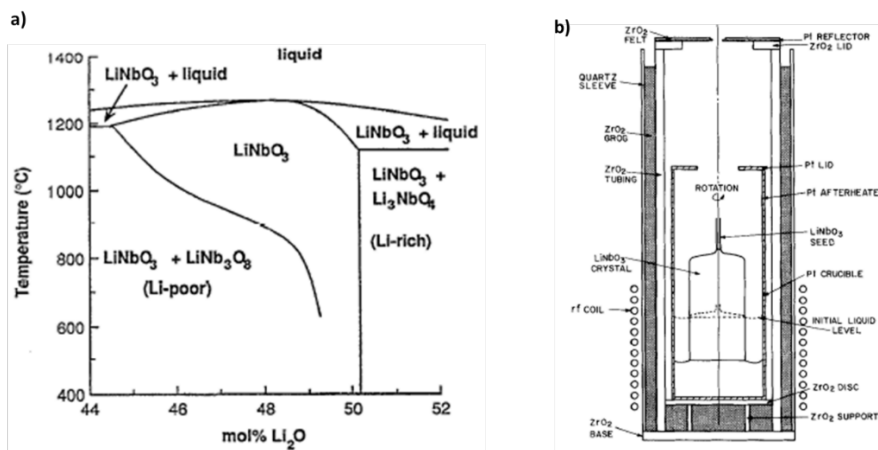 a)
liquid
LiNbO3 + liquid
LiNbO3 + liquid
LiNbO3
LiNbO3 +
Li3NbO4
(Li-rich)
LiNbO3 + LiNb3O8
(Li-poor)
Temperature (°C)
1400
1200
1000
800
600
400
44
46
48
50
52
mol% Li2O
b)
ZrO2
FELT
Pt REFLECTOR
ZrO2 LID
QUARTZ
SLEEVE
ZrO2
GROG
ZrO2
TUBING
Pt LID
ROTATION
Pt AFTERHEATE
LiNbO3
SEED
LiNbO3
CRYSTAL
Pt CRUCIBLE
rf COIL
INITIAL LIQUID
LEVEL
ZrO2 DISC
ZrO2 SUPPORT
ZrO2
BASE